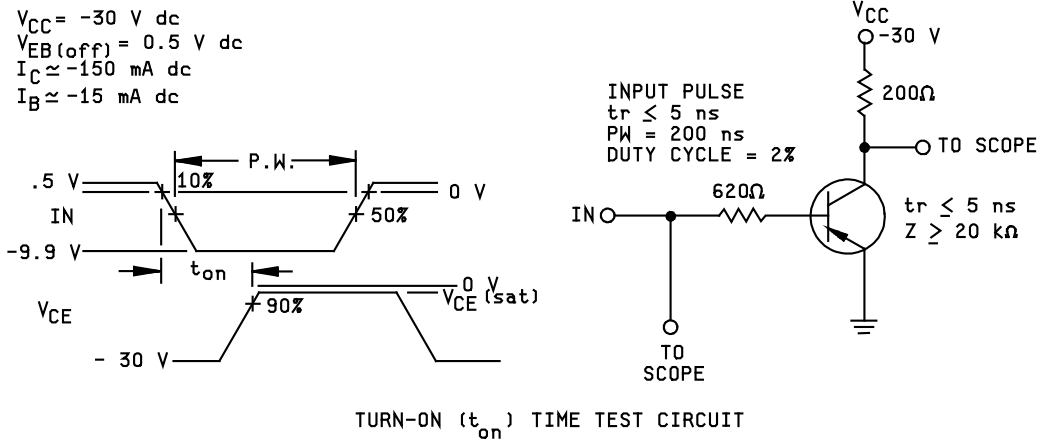 VCC = -30 V dc
VEB(off) = 0.5 V dc
IC ≃ -150 mA dc
IB ≃ -15 mA dc
VCC
-30 V
200Ω
INPUT PULSE
tr ≤ 5 ns
PW = 200 ns
DUTY CYCLE = 2%
TO SCOPE
P.W.
.5 V
10%
0 V
IN
50%
-9.9 V
ton
620Ω
IN
tr ≤ 5 ns
Z ≥ 20 kΩ
0 V
VCE (sat)
VCE
90%
- 30 V
TO
SCOPE
TURN-ON (ton) TIME TEST CIRCUIT